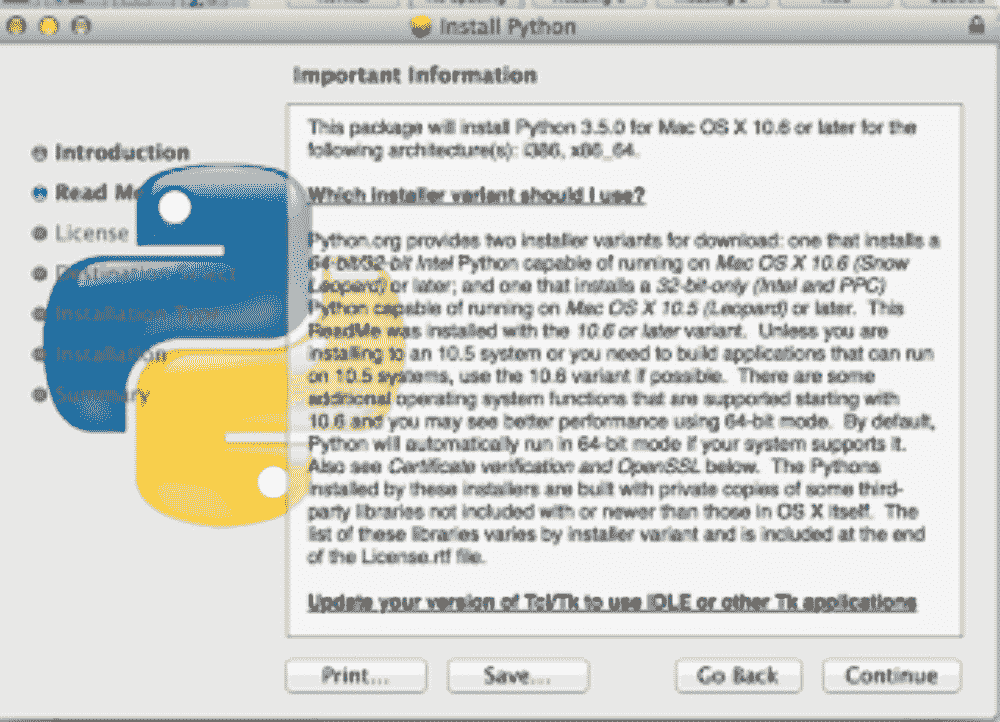 Install Python
Important Information
Introduction
Read Me
License
Destination Select
Installation Type
Installation
Summary
This package will install Python 3.5.0 for Mac OS X 10.6 or later for the
following architecture(s): i386, x86_64.
Which installer variant should I use?
Python.org provides two installer variants for download: one that installs a
64-bit/32-bit Intel Python capable of running on Mac OS X 10.6 (Snow
Leopard) or later; and one that installs a 32-bit-only (Intel and PPC)
Python capable of running on Mac OS X 10.5 (Leopard) or later. This
ReadMe was installed with the 10.6 or later variant. Unless you are
installing to an 10.5 system or you need to build applications that can run
on 10.5 systems, use the 10.6 variant if possible. There are some
additional operating system functions that are supported starting with
10.6 and you may see better performance using 64-bit mode. By default,
Python will automatically run in 64-bit mode if your system supports it.
Also see Certificate verification and OpenSSL below. The Pythons
installed by these installers are built with private copies of some third-
party libraries not included with or newer than those in OS X itself. The
list of these libraries varies by installer variant and is included at the end
of the License.rtf file.
Update your version of Tcl/Tk to use IDLE or other Tk applications
Print...
Save...
Go Back
Continue